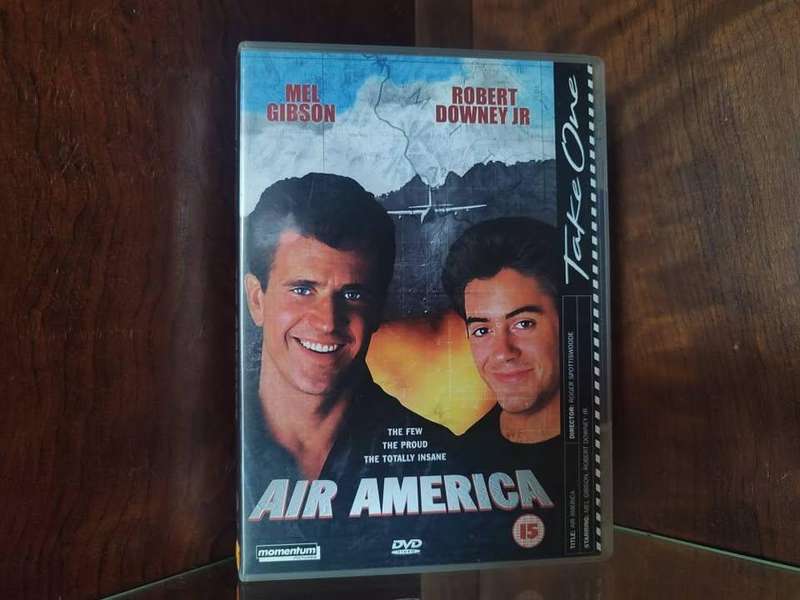 MEL
GIBSON
ROBERT
DOWNEY JR
Take One
THE FEW
THE PROUD
THE TOTALLY INSANE
AIR AMERICA
15
momentum
DVD
VIDEO
TITLE: AIR AMERICA
DIRECTOR: ROGER SPOTTISWOODE
STARRING: MEL GIBSON, ROBERT DOWNEY JR.